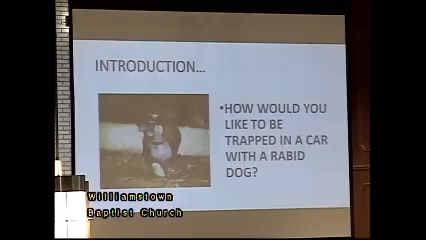 INTRODUCTION...
▪HOW WOULD YOU
LIKE TO BE
TRAPPED IN A CAR
WITH A RABID
DOG?
Williamstown
Baptist Church